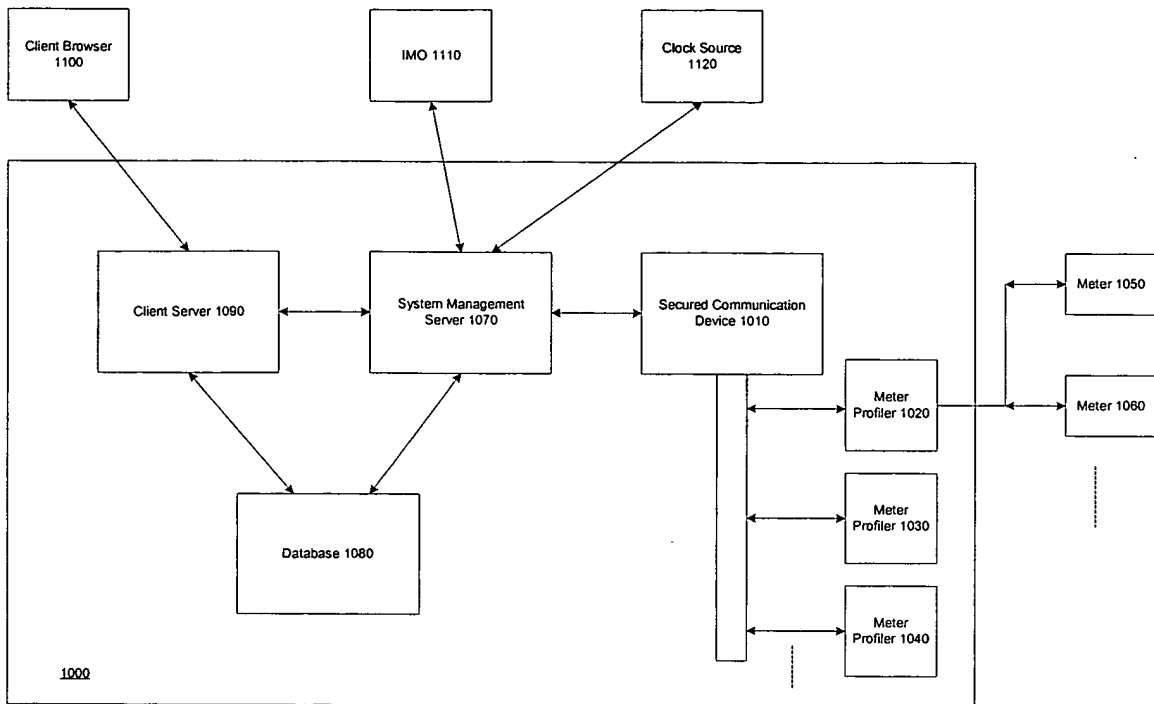 Client Browser
1100
IMO 1110
Clock Source
1120
Client Server 1090
System Management
Server 1070
Secured Communication
Device 1010
Meter 1050
Meter
Profiler 1020
Meter 1060
Database 1080
Meter
Profiler 1030
Meter
Profiler 1040
1000